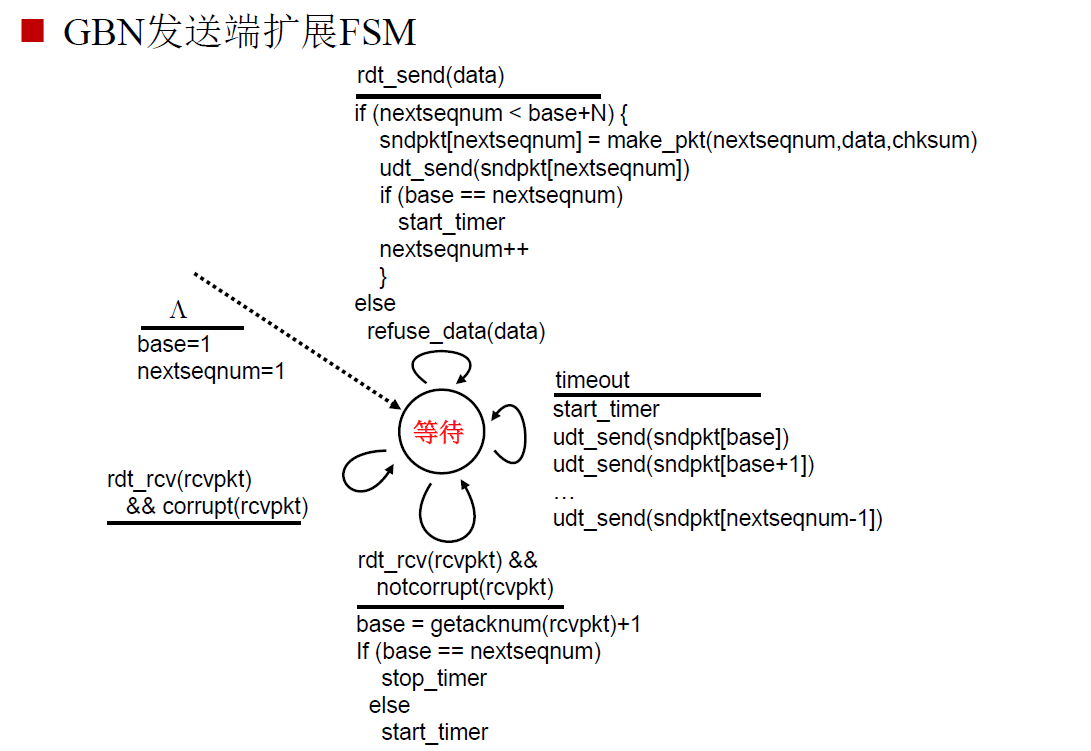 GBN发送端扩展FSM
rdt_send(data)
if (nextseqnum < base+N) {
sndpkt[nextseqnum] = make_pkt(nextseqnum,data,chksum)
udt_send(sndpkt[nextseqnum])
if (base == nextseqnum)
start_timer
nextseqnum++
}
else
refuse_data(data)
Λ
base=1
nextseqnum=1
等待
timeout
start_timer
udt_send(sndpkt[base])
udt_send(sndpkt[base+1])
…
udt_send(sndpkt[nextseqnum-1])
rdt_rcv(rcvpkt)
&& corrupt(rcvpkt)
rdt_rcv(rcvpkt) &&
notcorrupt(rcvpkt)
base = getacknum(rcvpkt)+1
If (base == nextseqnum)
stop_timer
else
start_timer